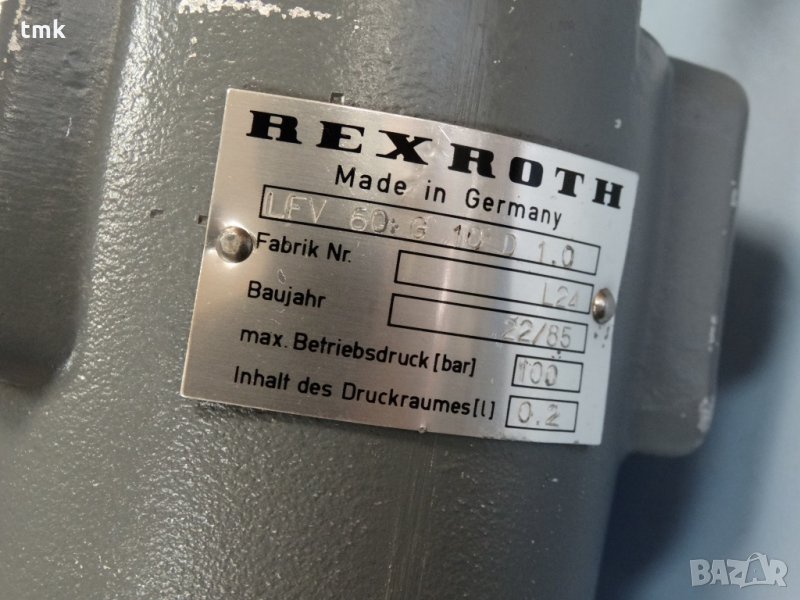 tmk
REXROTH
Made in Germany
LFV 60-G 10 D 1.0
Fabrik Nr. L24
Baujahr 22/85
max. Betriebsdruck [bar] 100
Inhalt des Druckraumes [l] 0.2
BAZAR